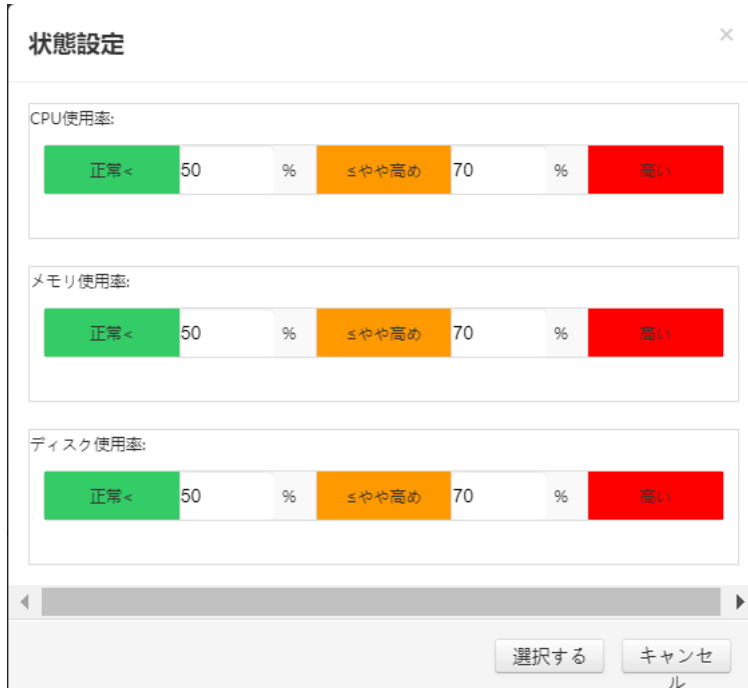 状態設定 ×
CPU使用率:
正常< 50 % ≤やや高め 70 % 高い
メモリ使用率:
正常< 50 % ≤やや高め 70 % 高い
ディスク使用率:
正常< 50 % ≤やや高め 70 % 高い
選択する キャンセ
ル